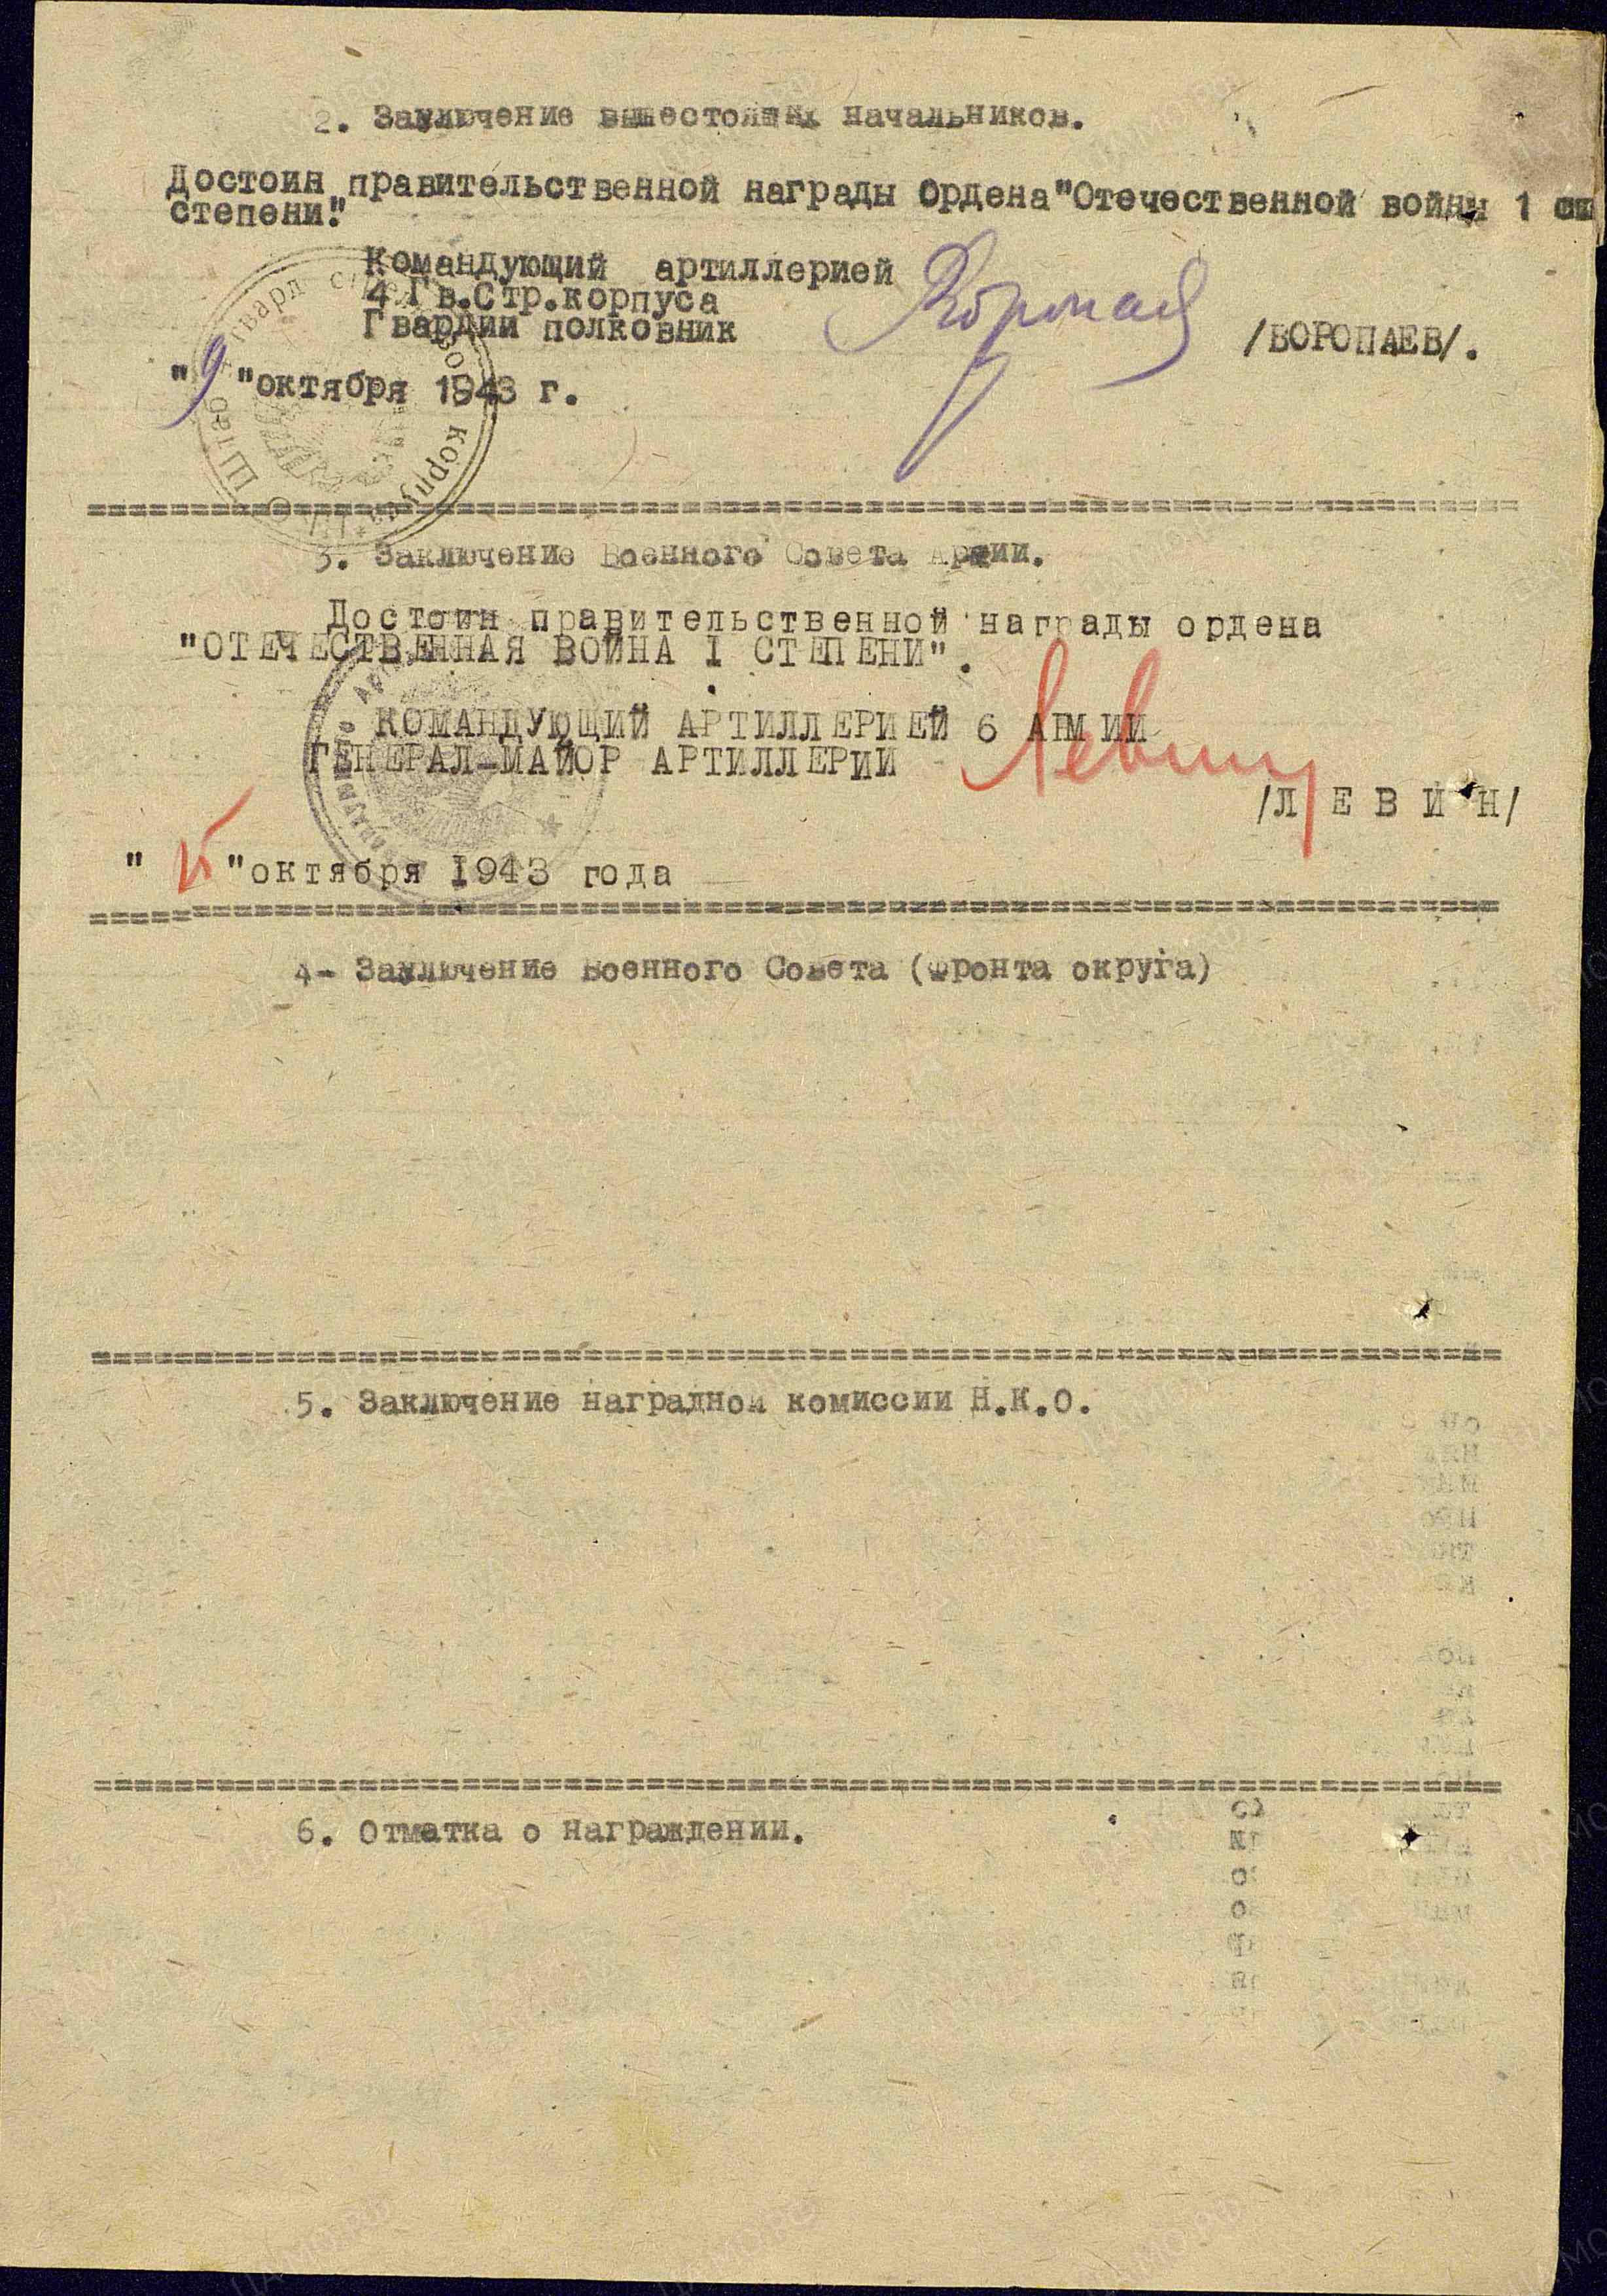 2. Заключение вышестоящих начальников.
Достоин правительственной награды Ордена"Отечественной войны 1
степени".
Командующий артиллерией
4 Гв.Стр.корпуса
Гвардии полковник
/ВОРОПАЕВ/.
"9"октября 1943 г.
3. Заключение Военного Совета Армии.
Достоин правительственной награды ордена
"ОТЕЧЕСТВЕННАЯ ВОЙНА I СТЕПЕНИ".
КОМАНДУЮЩИЙ АРТИЛЛЕРИЕЙ 6 АРМИИ
ГЕНЕРАЛ-МАЙОР АРТИЛЛЕРИИ
Левин
/Л Е В И Н/
" "октября 1943 года
4- Заключение Военного Совета (фронта округа)
5. Заключение наградной комиссии Н.К.О.
6. Отматка о награждении.